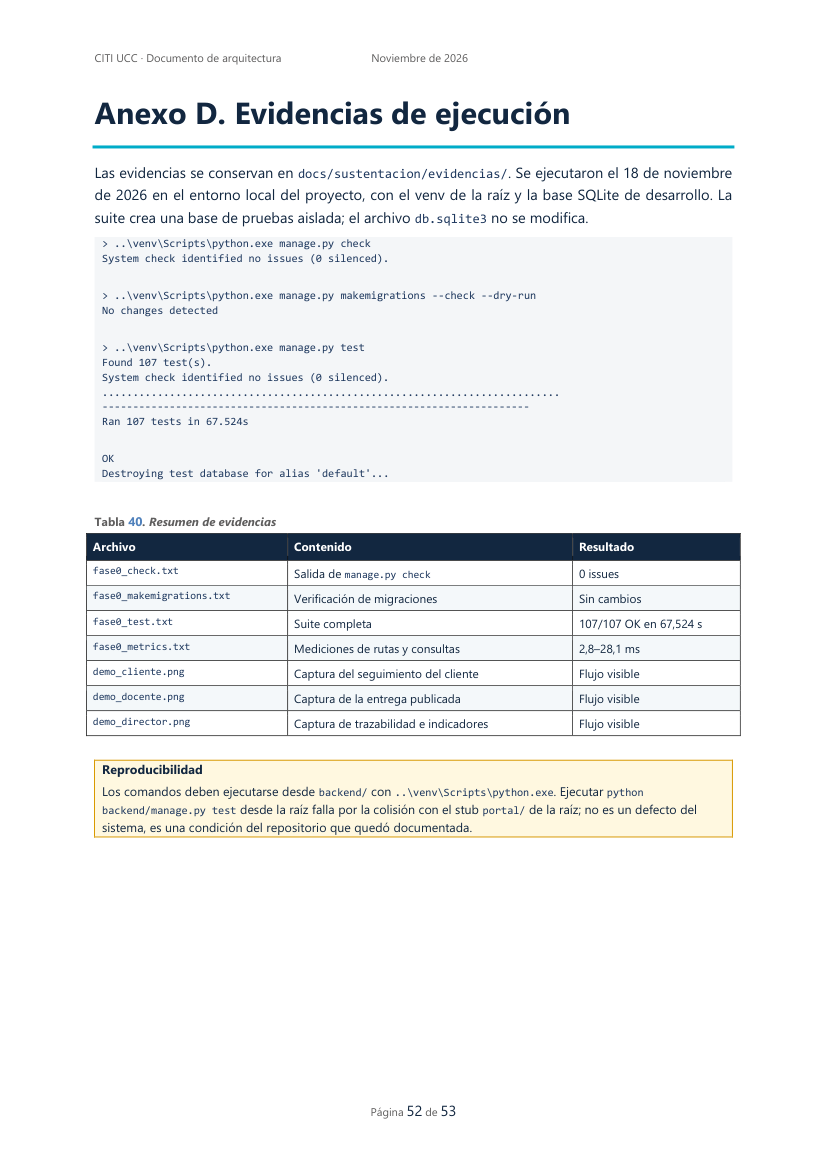 CITI UCC · Documento de arquitectura Noviembre de 2026
Anexo D. Evidencias de ejecución
Las evidencias se conservan en docs/sustentacion/evidencias/. Se ejecutaron el 18 de noviembre
de 2026 en el entorno local del proyecto, con el venv de la raíz y la base SQLite de desarrollo. La
suite crea una base de pruebas aislada; el archivo db.sqlite3 no se modifica.
> ..\venv\Scripts\python.exe manage.py check
System check identified no issues (0 silenced).
> ..\venv\Scripts\python.exe manage.py makemigrations --check --dry-run
No changes detected
> ..\venv\Scripts\python.exe manage.py test
Found 107 test(s).
System check identified no issues (0 silenced).
...........................................................................
----------------------------------------------------------------------
Ran 107 tests in 67.524s
OK
Destroying test database for alias 'default'...
Tabla 40. Resumen de evidencias
Archivo Contenido Resultado
fase0_check.txt Salida de manage.py check 0 issues
fase0_makemigrations.txt Verificación de migraciones Sin cambios
fase0_test.txt Suite completa 107/107 OK en 67,524 s
fase0_metrics.txt Mediciones de rutas y consultas 2,8–28,1 ms
demo_cliente.png Captura del seguimiento del cliente Flujo visible
demo_docente.png Captura de la entrega publicada Flujo visible
demo_director.png Captura de trazabilidad e indicadores Flujo visible
Reproducibilidad
Los comandos deben ejecutarse desde backend/ con ..\venv\Scripts\python.exe. Ejecutar python
backend/manage.py test desde la raíz falla por la colisión con el stub portal/ de la raíz; no es un defecto del
sistema, es una condición del repositorio que quedó documentada.
Página 52 de 53